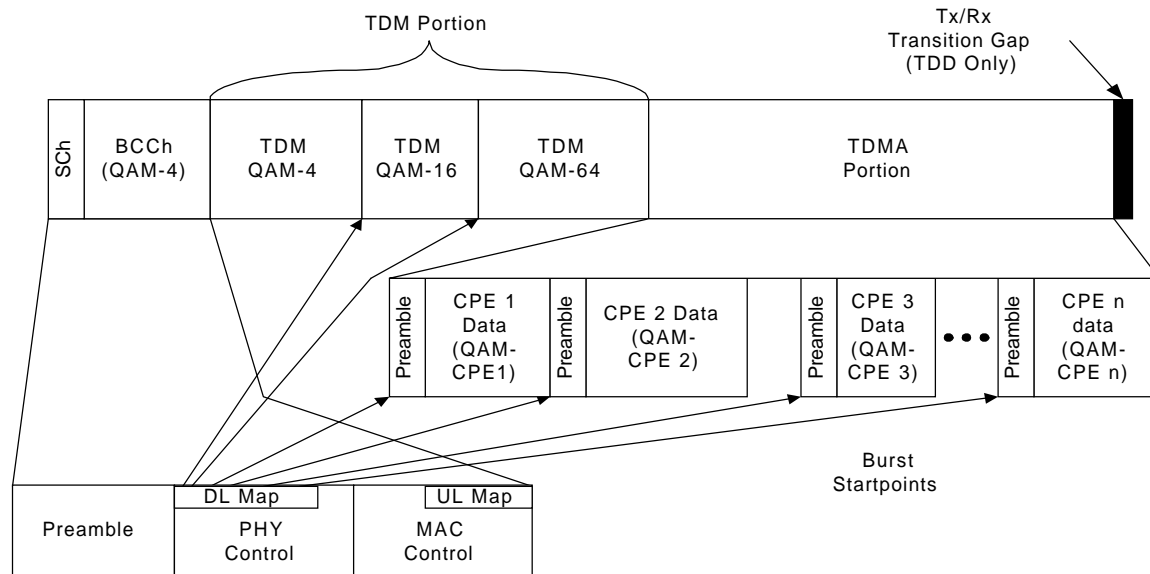 TDM Portion
Tx/Rx
Transition Gap
(TDD Only)
SCh
BCCh
(QAM-4)
TDM
QAM-4
TDM
QAM-16
TDM
QAM-64
TDMA
Portion
Preamble
CPE 1
Data
(QAM-
CPE1)
Preamble
CPE 2 Data
(QAM-
CPE 2)
Preamble
CPE 3
Data
(QAM-
CPE 3)
Preamble
CPE n
data
(QAM-
CPE n)
Burst
Startpoints
Preamble
DL Map
PHY
Control
UL Map
MAC
Control